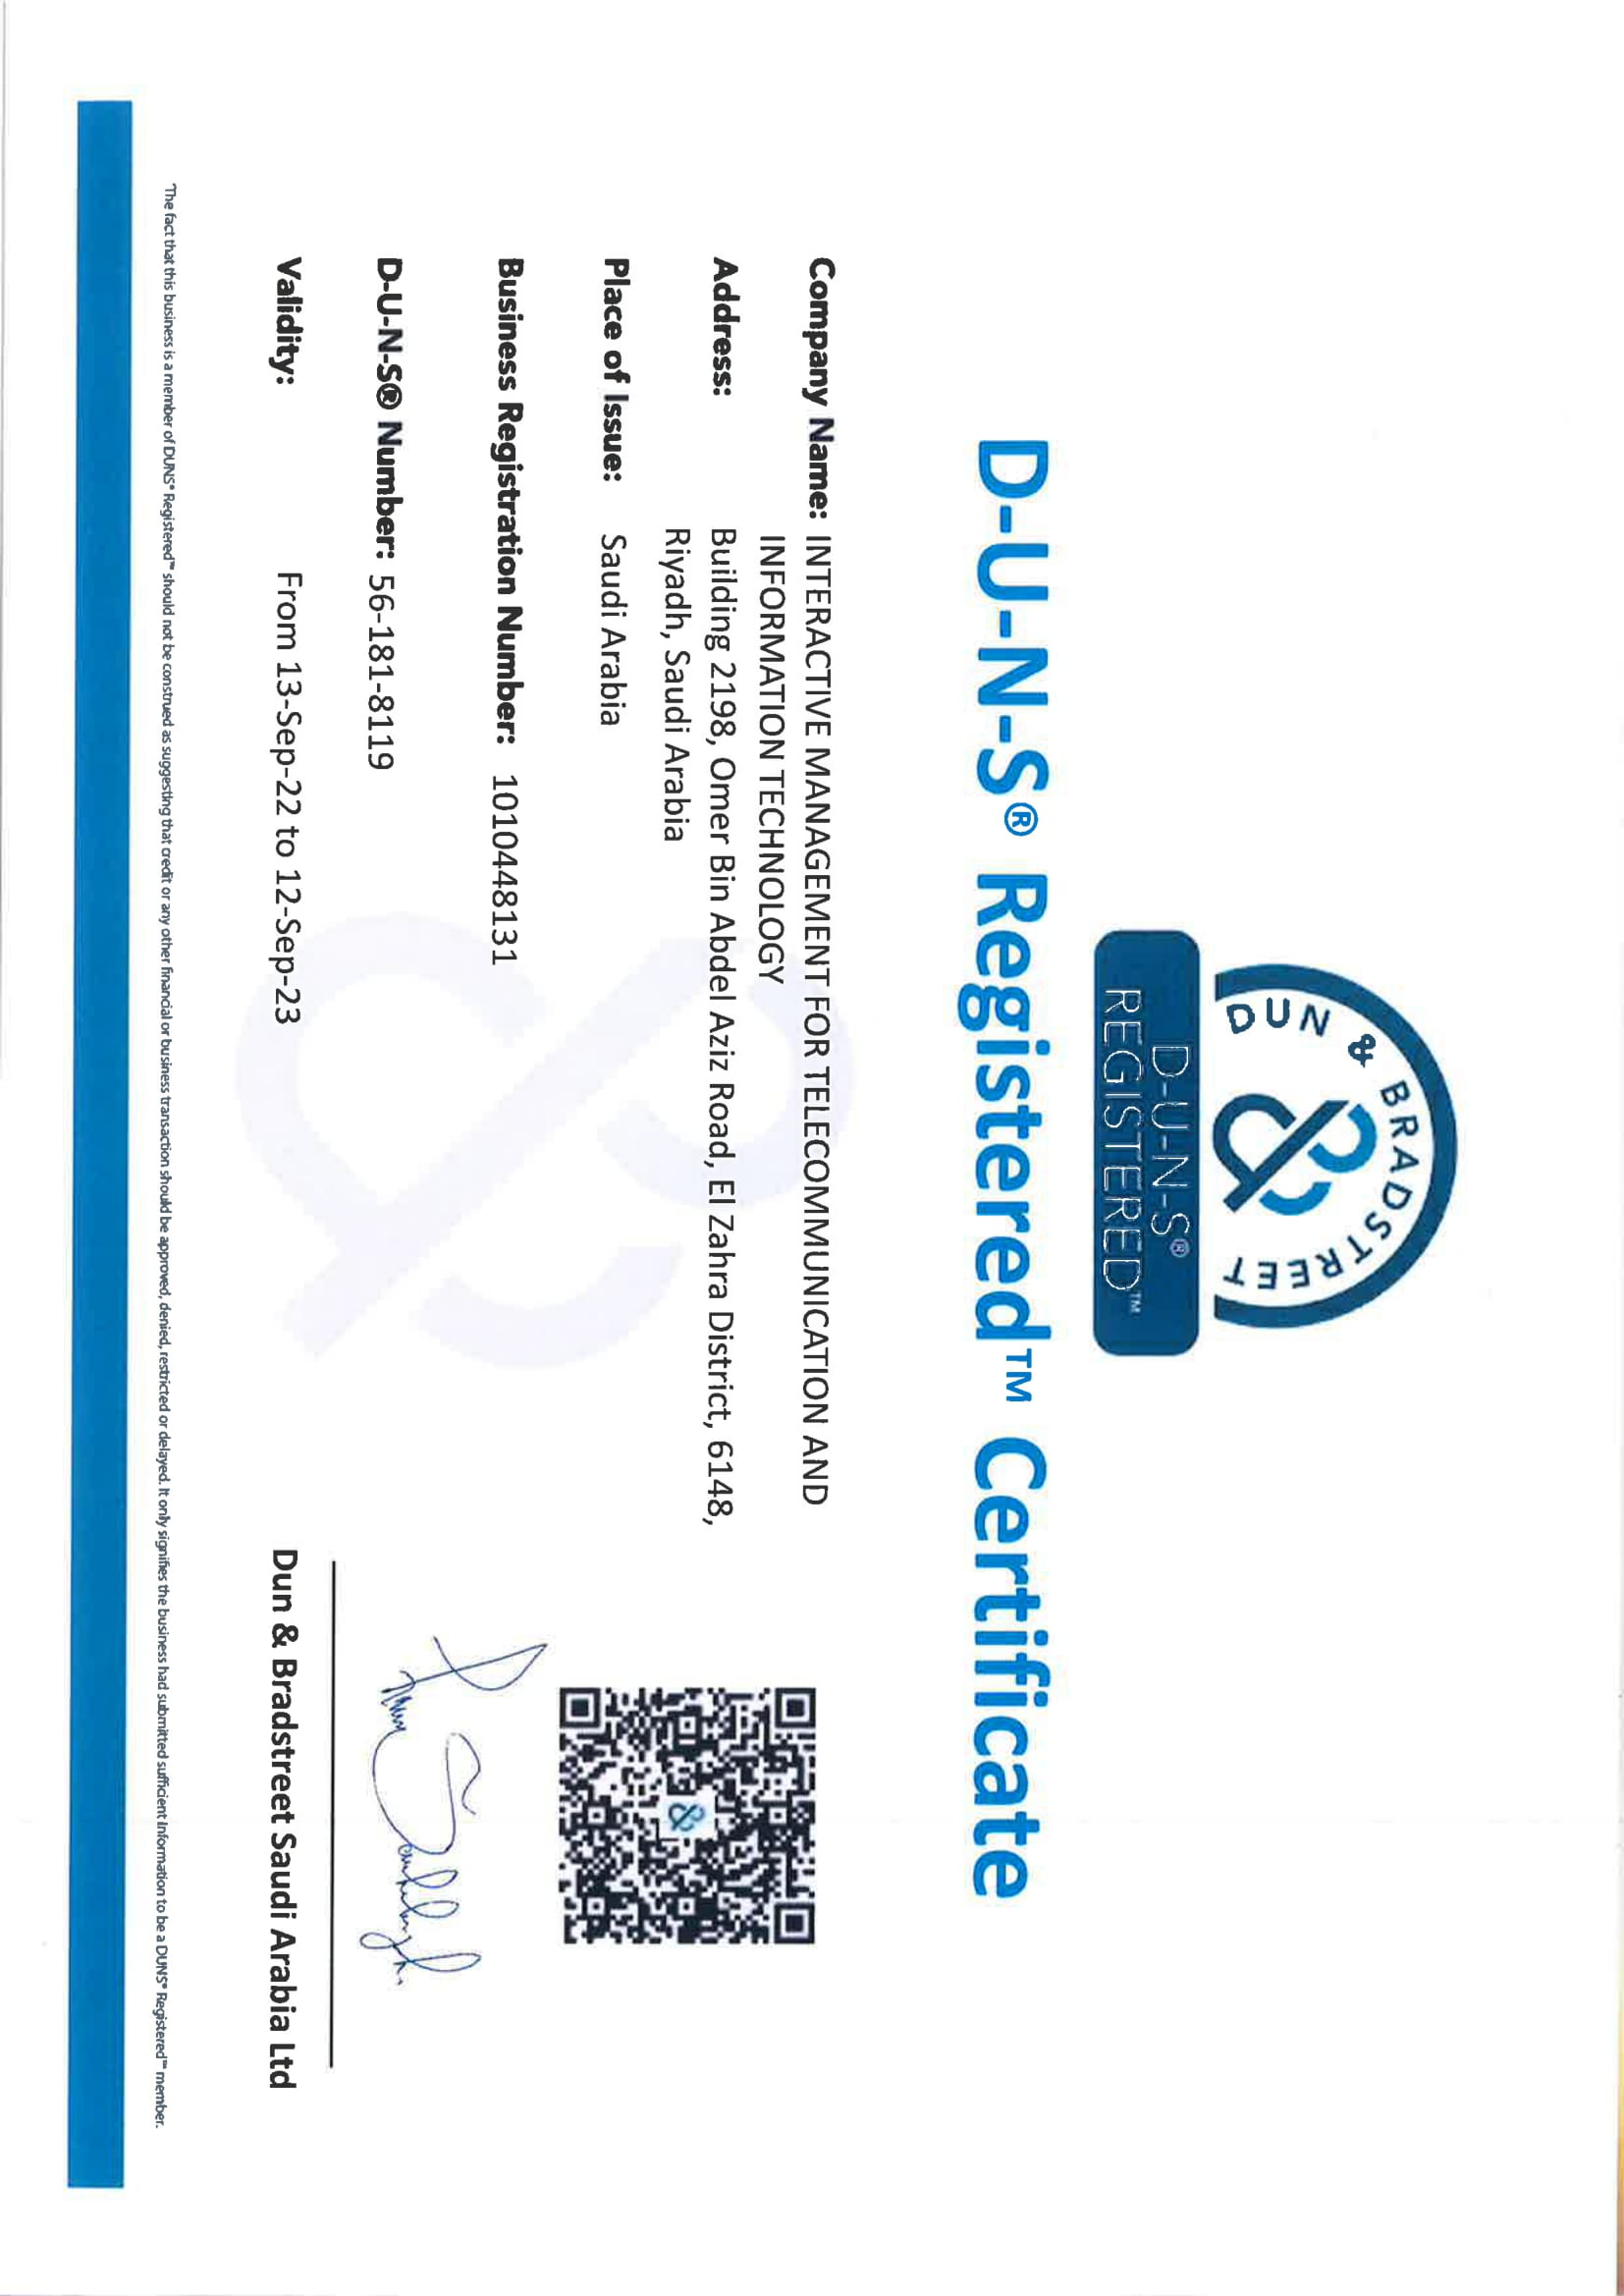 DUN & BRADSTREET
D-U-N-S®
REGISTERED™
D-U-N-S® Registered™ Certificate
Company Name: INTERACTIVE MANAGEMENT FOR TELECOMMUNICATION AND
INFORMATION TECHNOLOGY
Address: Building 2198, Omer Bin Abdel Aziz Road, El Zahra District, 6148,
Riyadh, Saudi Arabia
Place of Issue: Saudi Arabia
Business Registration Number: 1010448131
D-U-N-S® Number: 56-181-8119
Validity: From 13-Sep-22 to 12-Sep-23
Dun & Bradstreet Saudi Arabia Ltd
'The fact that this business is a member of DUNS® Registered™ should not be construed as suggesting that credit or any other financial or business transaction should be approved, denied, restricted or delayed. It only signifies the business had submitted sufficient information to be a DUNS® Registered™ member.